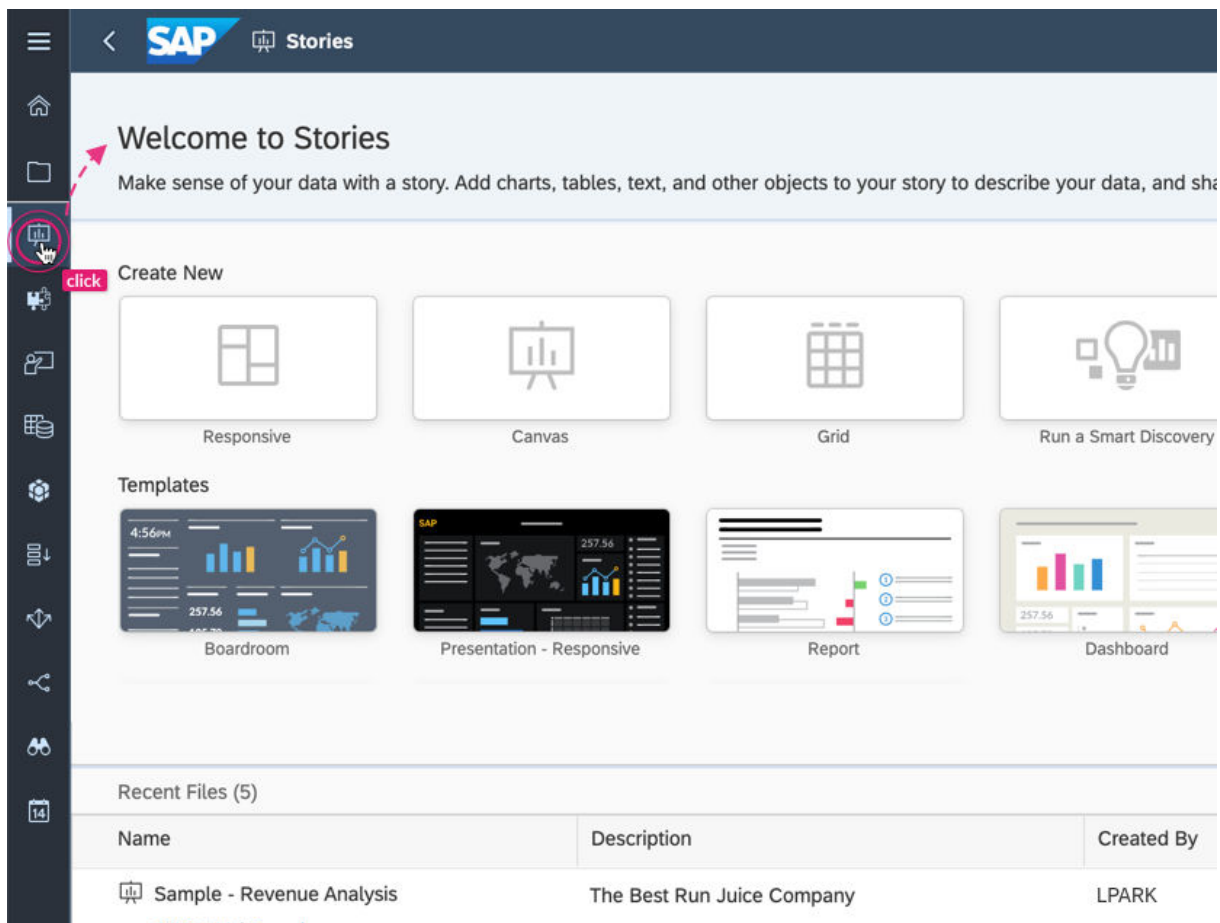 SAP Stories
Welcome to Stories
Make sense of your data with a story. Add charts, tables, text, and other objects to your story to describe your data, and sha
click
Create New
Responsive Canvas Grid Run a Smart Discovery
Templates
4:56PM
257.56
SAP
257.56
1
2
3
257.56
Boardroom Presentation - Responsive Report Dashboard
14
Recent Files (5)
Name Description Created By
Sample - Revenue Analysis The Best Run Juice Company LPARK